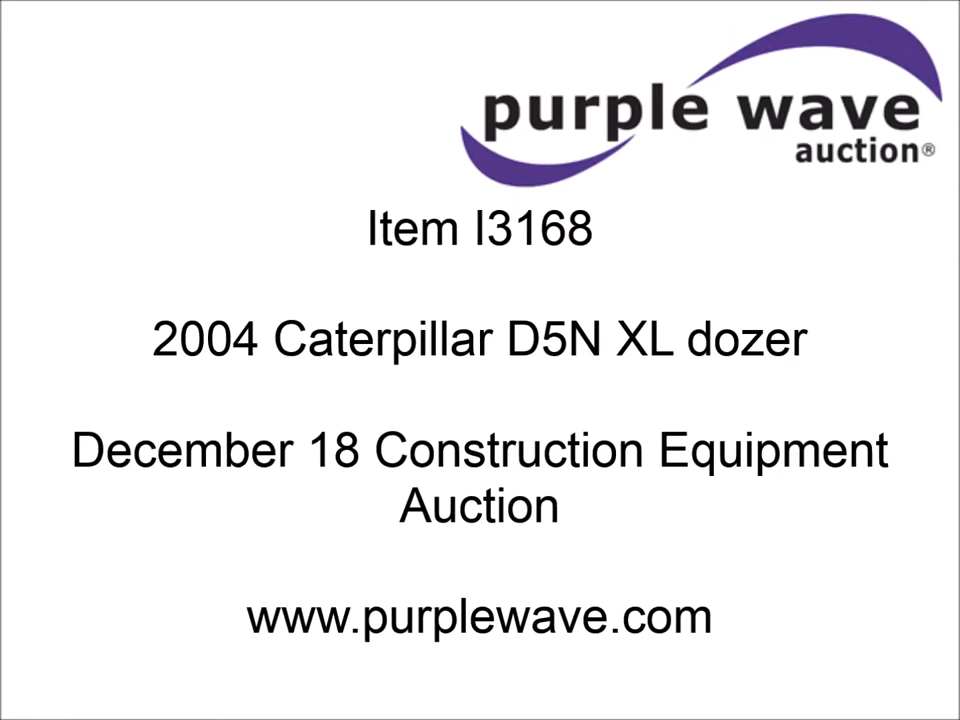 purple wave
auction®
Item I3168
2004 Caterpillar D5N XL dozer
December 18 Construction Equipment
Auction
www.purplewave.com